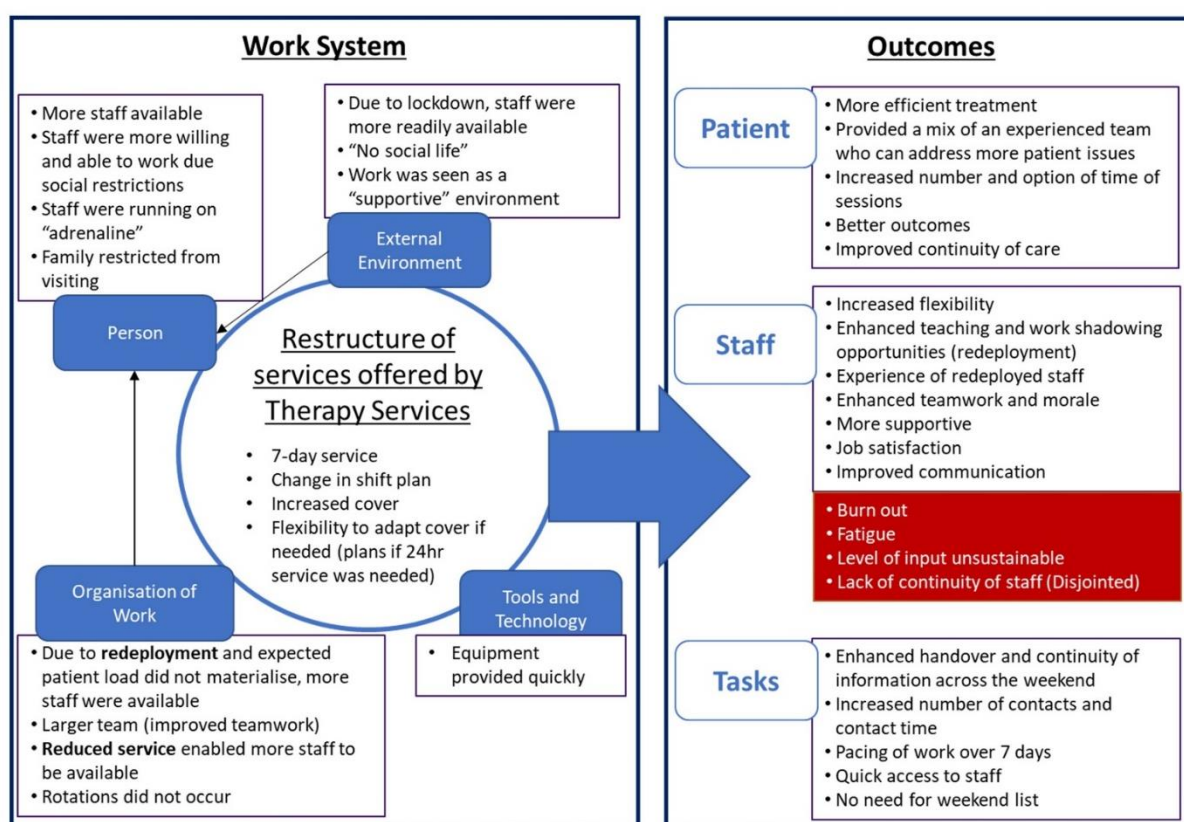 Work System
• More staff available
• Staff were more willing
and able to work due
social restrictions
• Staff were running on
“adrenaline”
• Family restricted from
visiting
Person
• Due to lockdown, staff were
more readily available
• “No social life”
• Work was seen as a
“supportive” environment
External
Environment
Restructure of
services offered by
Therapy Services
• 7-day service
• Change in shift plan
• Increased cover
• Flexibility to adapt cover if
needed (plans if 24hr
service was needed)
Organisation of
Work
• Due to redeployment and expected
patient load did not materialise, more
staff were available
• Larger team (improved teamwork)
• Reduced service enabled more staff to
be available
• Rotations did not occur
Tools and
Technology
• Equipment
provided quickly
Outcomes
Patient
• More efficient treatment
• Provided a mix of an experienced team
who can address more patient issues
• Increased number and option of time of
sessions
• Better outcomes
• Improved continuity of care
Staff
• Increased flexibility
• Enhanced teaching and work shadowing
opportunities (redeployment)
• Experience of redeployed staff
• Enhanced teamwork and morale
• More supportive
• Job satisfaction
• Improved communication
• Burn out
• Fatigue
• Level of input unsustainable
• Lack of continuity of staff (Disjointed)
Tasks
• Enhanced handover and continuity of
information across the weekend
• Increased number of contacts and
contact time
• Pacing of work over 7 days
• Quick access to staff
• No need for weekend list